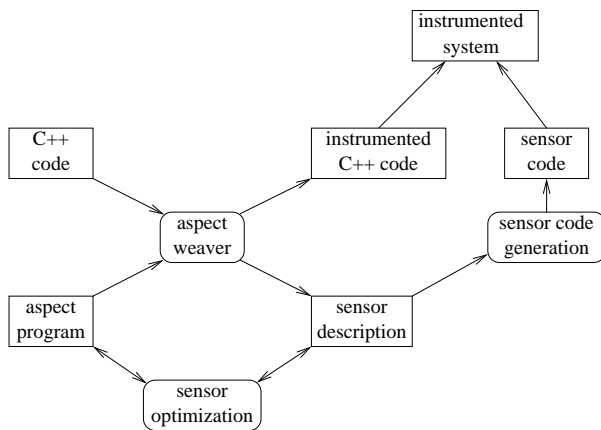 instrumented
system
C++
code
instrumented
C++ code
sensor
code
aspect
weaver
sensor code
generation
aspect
program
sensor
description
sensor
optimization